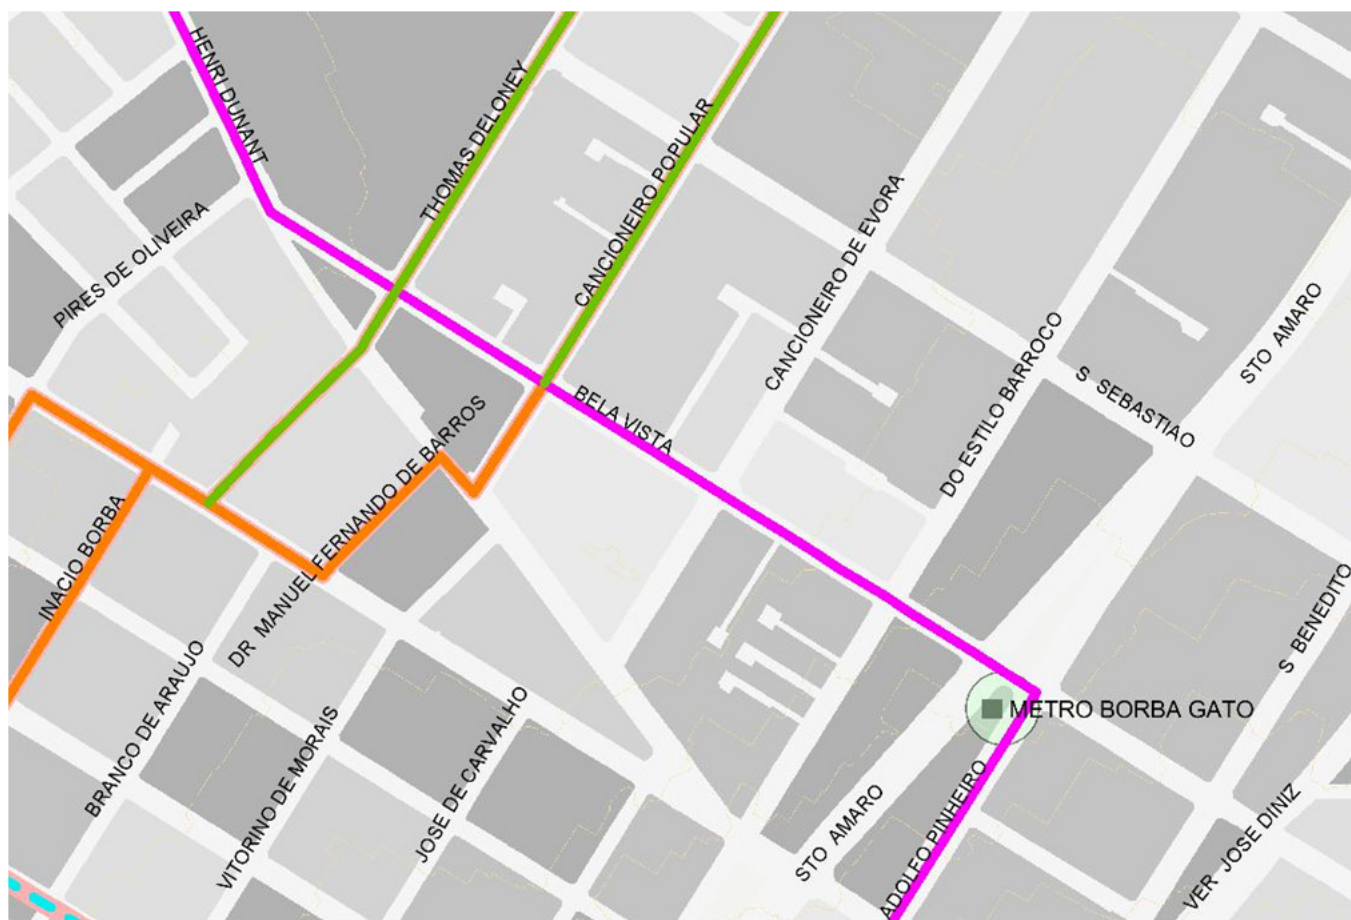 HENRI DUNANT
THOMAS DELONEY
CANCIONEIRO POPULAR
PIRES DE OLIVEIRA
CANCIONEIRO DE EVORA
STO AMARO
DO ESTILO BARROCO
S SEBASTIAO
BELA VISTA
DR MANUEL FERNANDO DE BARROS
INACIO BORBA
S BENEDITO
BRANCO DE ARAUJO
VITORINO DE MORAIS
JOSE DE CARVALHO
METRO BORBA GATO
STO AMARO
ADOLFO PINHEIRO
VER JOSE DINIZ